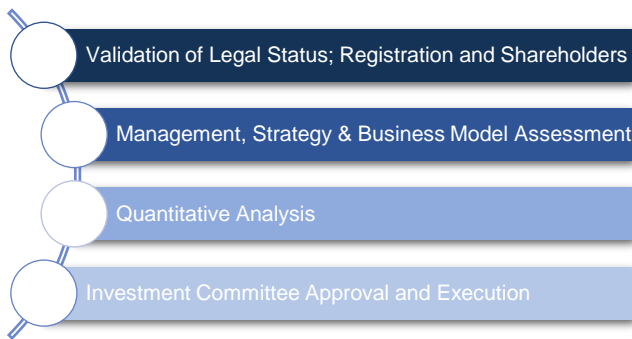 Validation of Legal Status; Registration and Shareholders
Management, Strategy & Business Model Assessment
Quantitative Analysis
Investment Committee Approval and Execution